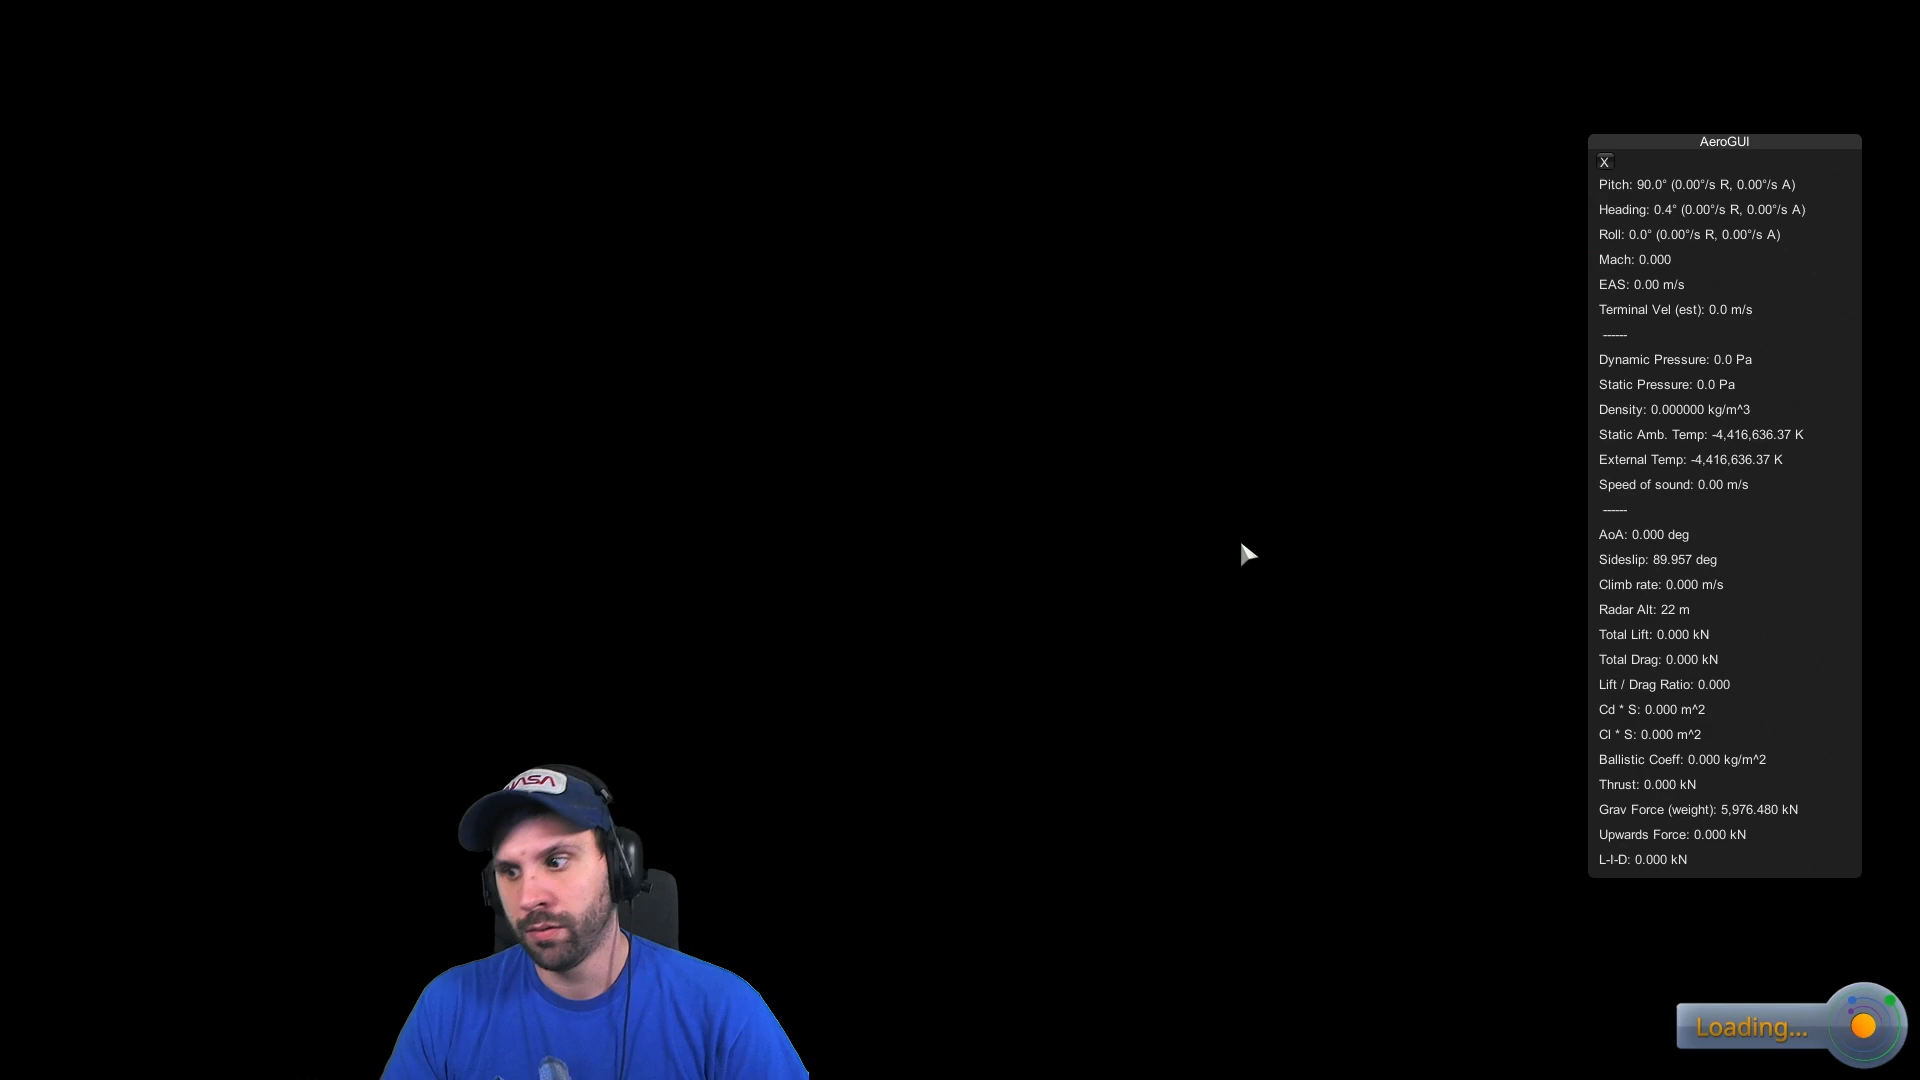 AeroGUI
X
Pitch: 90.0° (0.00°/s R, 0.00°/s A)
Heading: 0.4° (0.00°/s R, 0.00°/s A)
Roll: 0.0° (0.00°/s R, 0.00°/s A)
Mach: 0.000
EAS: 0.00 m/s
Terminal Vel (est): 0.0 m/s
------
Dynamic Pressure: 0.0 Pa
Static Pressure: 0.0 Pa
Density: 0.000000 kg/m^3
Static Amb. Temp: -4,416,636.37 K
External Temp: -4,416,636.37 K
Speed of sound: 0.00 m/s
------
AoA: 0.000 deg
Sideslip: 89.957 deg
Climb rate: 0.000 m/s
Radar Alt: 22 m
Total Lift: 0.000 kN
Total Drag: 0.000 kN
Lift / Drag Ratio: 0.000
Cd * S: 0.000 m^2
Cl * S: 0.000 m^2
Ballistic Coeff: 0.000 kg/m^2
Thrust: 0.000 kN
Grav Force (weight): 5,976.480 kN
Upwards Force: 0.000 kN
L-I-D: 0.000 kN
NASA
Loading...